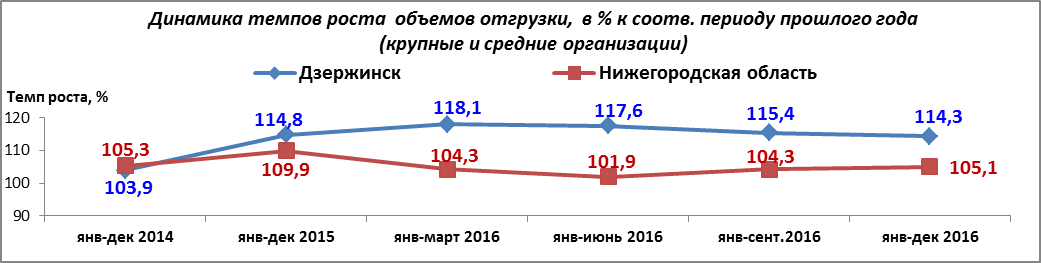 Динамика темпов роста объемов отгрузки, в % к соотв. периоду прошлого года
(крупные и средние организации)
Дзержинск Нижегородская область
Темп роста, %
120
110
100
90
114,8 118,1 117,6 115,4 114,3
105,3 109,9 104,3 101,9 104,3 105,1
103,9
янв-дек 2014 янв-дек 2015 янв-март 2016 янв-июнь 2016 янв-сент.2016 янв-дек 2016